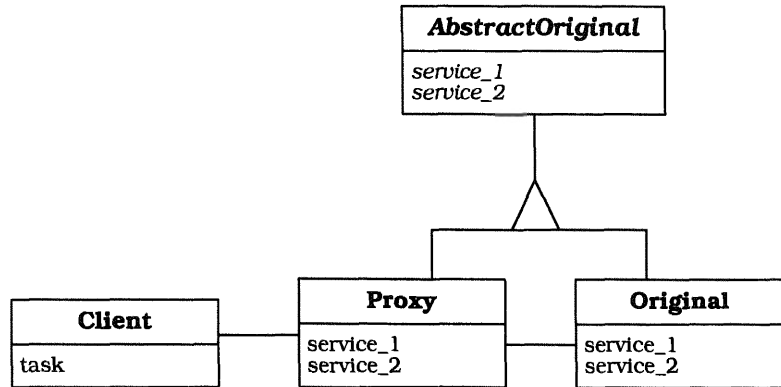 AbstractOriginal
service_1
service_2
Client
task
Proxy
service_1
service_2
Original
service_1
service_2